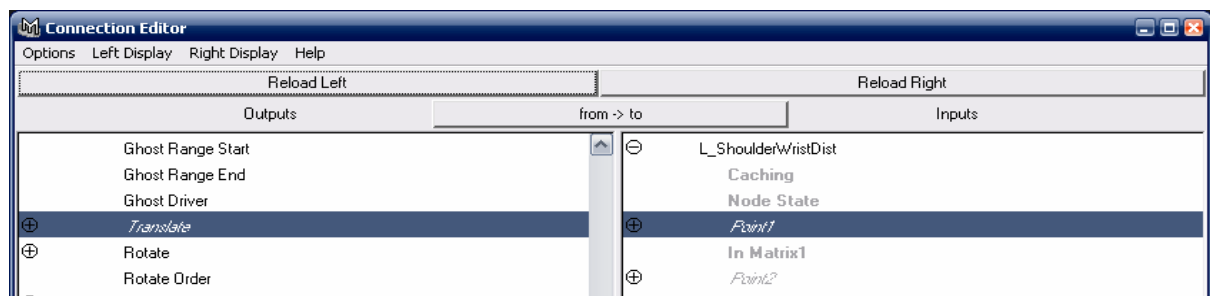 Connection Editor
Options Left Display Right Display Help
Reload Left Reload Right
Outputs from -> to Inputs
Ghost Range Start L_ShoulderWristDist
Ghost Range End Caching
Ghost Driver Node State
Translate Point1
Rotate In Matrix1
Rotate Order Point2